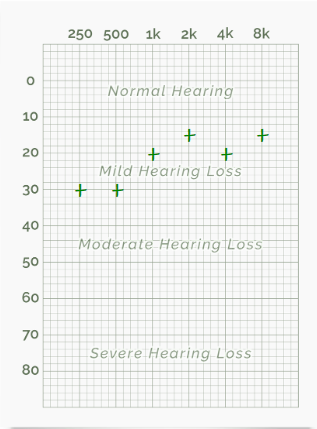 250 500 1k 2k 4k 8k
0
Normal Hearing
10
20
Mild Hearing Loss
30
40
Moderate Hearing Loss
50
60
70
Severe Hearing Loss
80